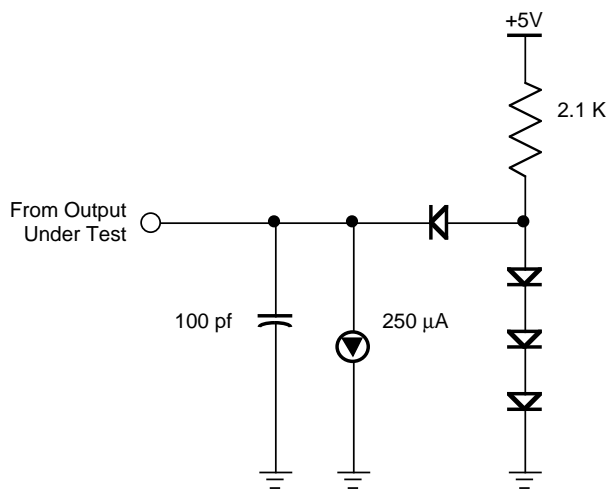 +5V
2.1 K
From Output
Under Test
100 pf
250 μA